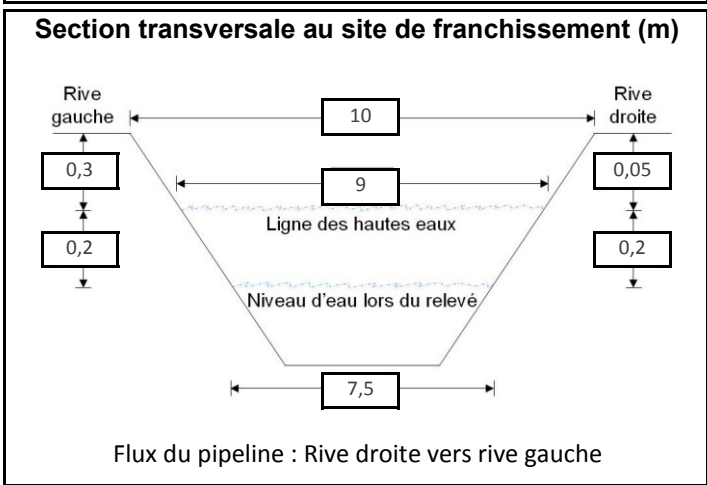 Section transversale au site de franchissement (m)
Rive
gauche
10
Rive
droite
0,3
9
0,05
Ligne des hautes eaux
0,2
0,2
Niveau d'eau lors du relevé
7,5
Flux du pipeline : Rive droite vers rive gauche